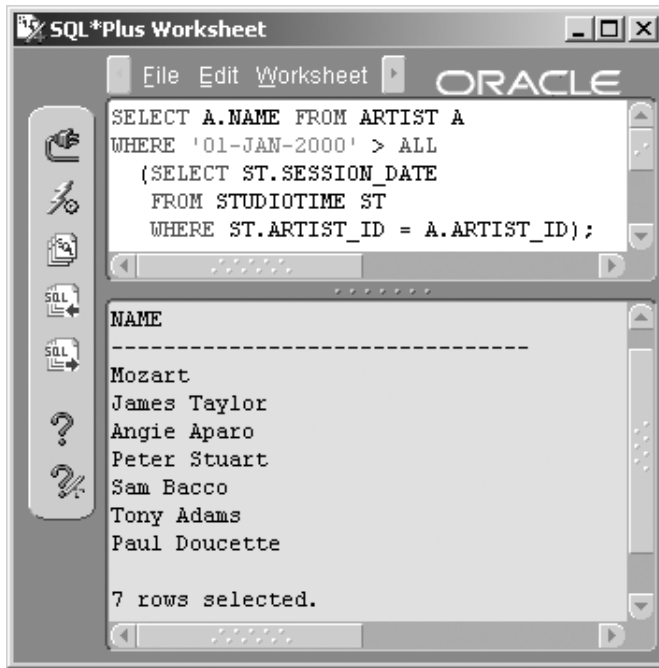 SQL*Plus Worksheet
File Edit Worksheet
ORACLE
SELECT A.NAME FROM ARTIST A
WHERE '01-JAN-2000' > ALL
(SELECT ST.SESSION_DATE
FROM STUDIOTIME ST
WHERE ST.ARTIST_ID = A.ARTIST_ID);
SQL
SQL
NAME
--------------------------------
Mozart
James Taylor
Angie Aparo
Peter Stuart
Sam Bacco
Tony Adams
Paul Doucette
7 rows selected.